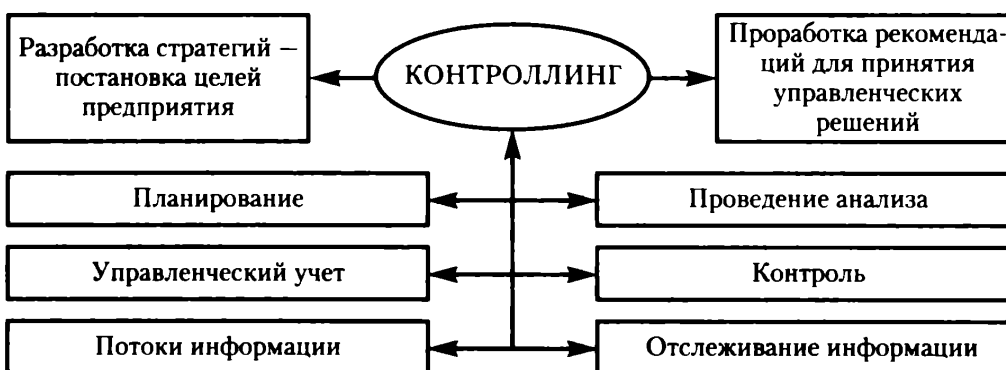 Разработка стратегий –
постановка целей
предприятия
КОНТРОЛЛИНГ
Проработка рекоменда-
ций для принятия
управленческих
решений
Планирование
Проведение анализа
Управленческий учет
Контроль
Потоки информации
Отслеживание информации